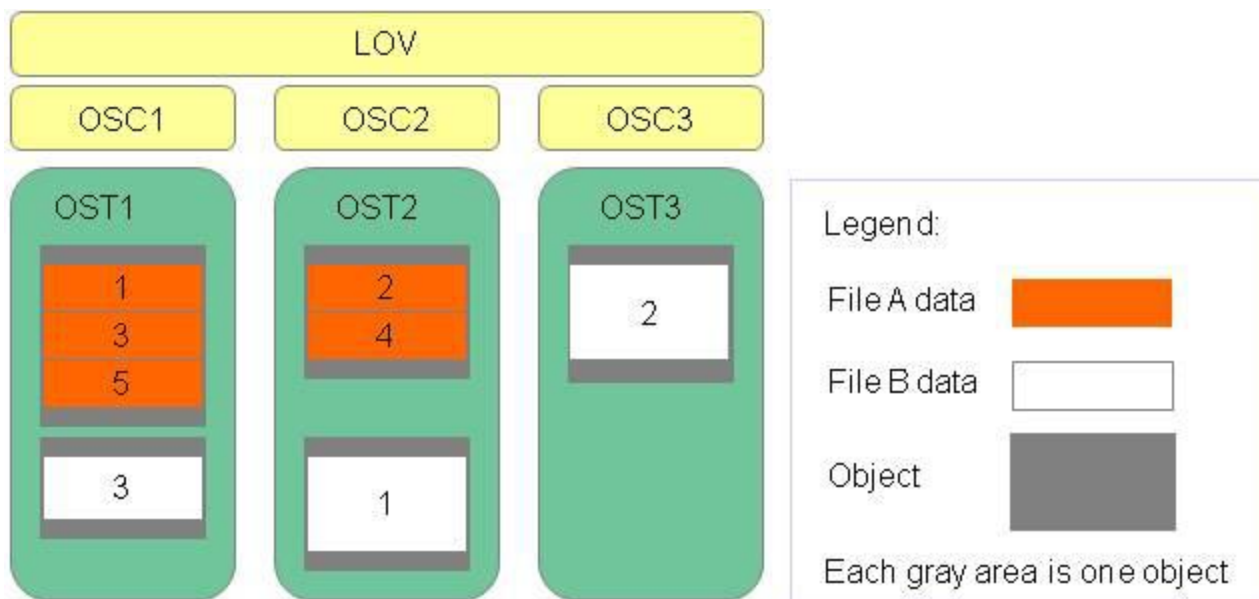 LOV
OSC1
OSC2
OSC3
OST1
1
3
5
3
OST2
2
4
1
OST3
2
Legend:
File A data
File B data
Object
Each gray area is one object